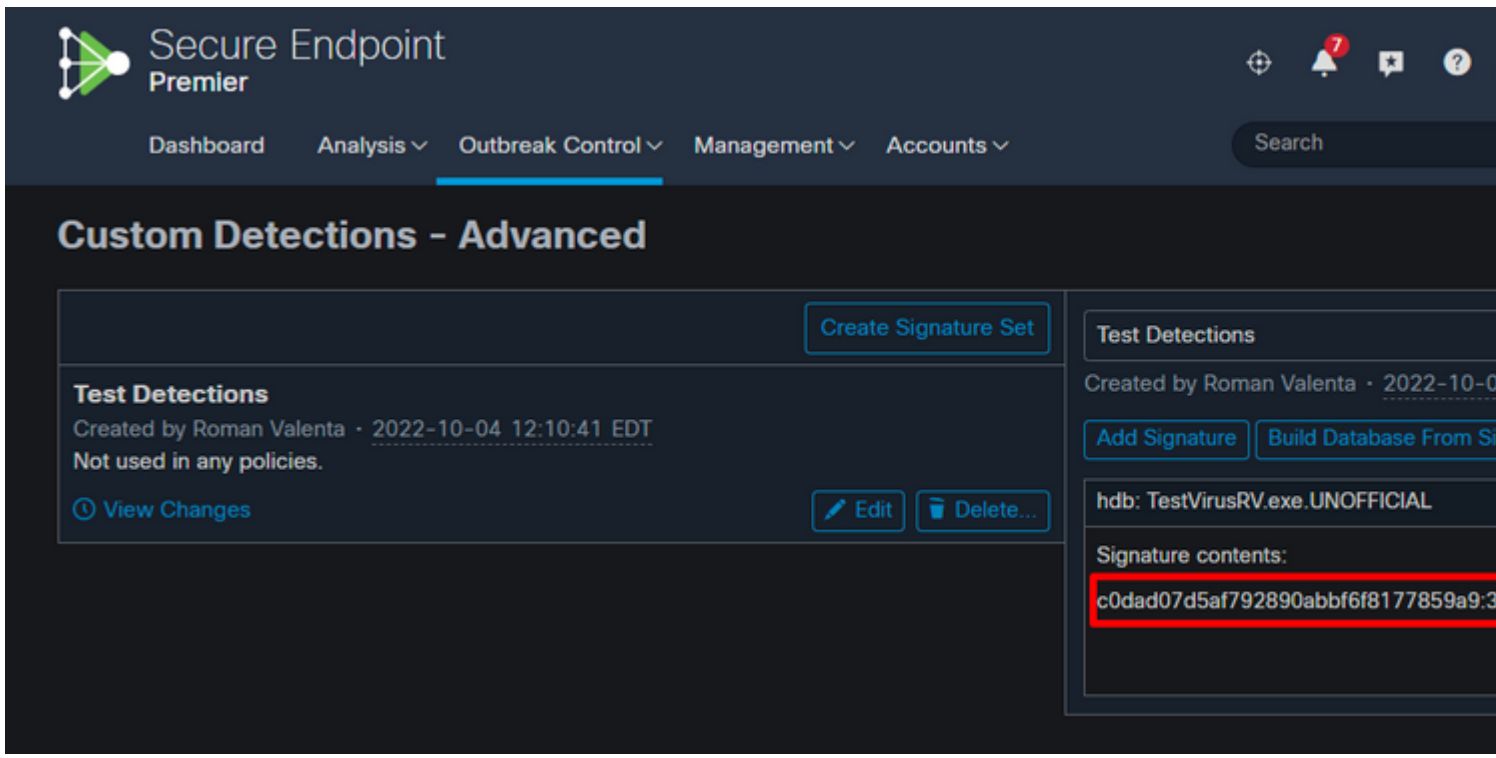 Secure Endpoint
Premier
7
?
Dashboard Analysis Outbreak Control Management Accounts
Search
Custom Detections - Advanced
Create Signature Set
Test Detections
Created by Roman Valenta · 2022-10-04 12:10:41 EDT
Not used in any policies.
View Changes
Edit Delete...
Test Detections
Created by Roman Valenta · 2022-10-0
Add Signature Build Database From Si
hdb: TestVirusRV.exe.UNOFFICIAL
Signature contents:
c0dad07d5af792890abbf6f8177859a9:3